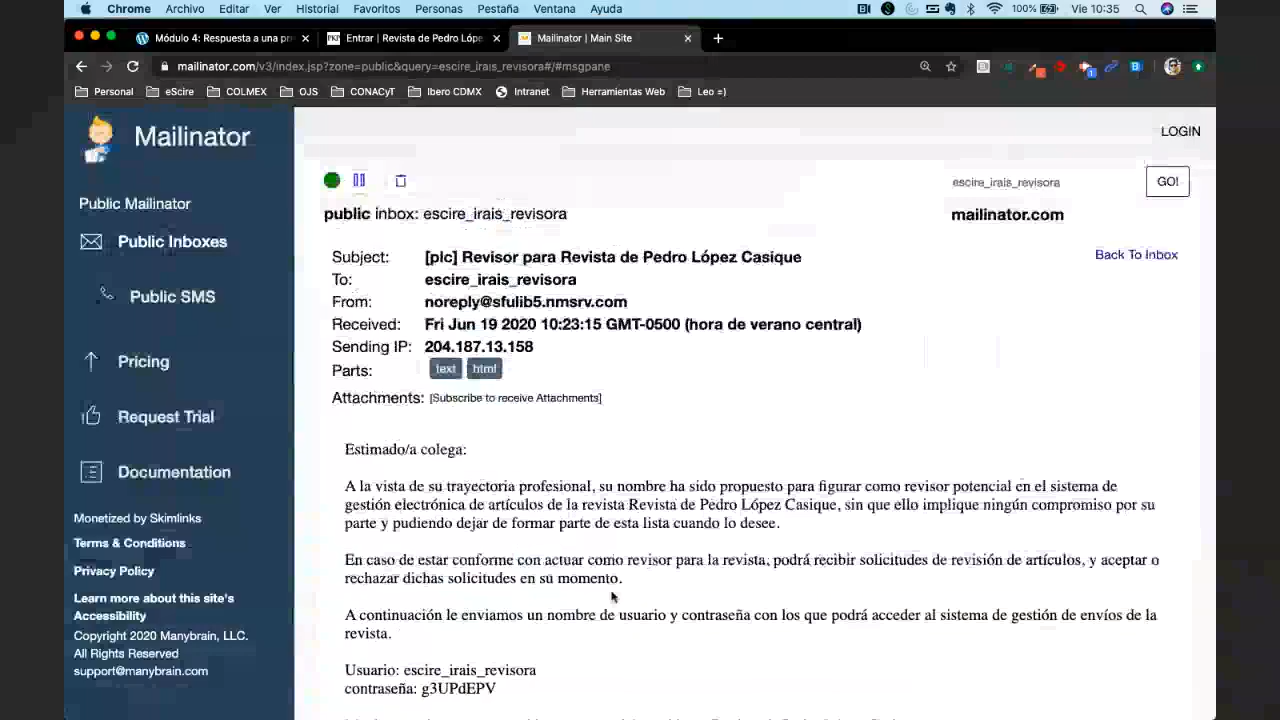 Chrome Archivo Editar Ver Historial Favoritos Personas Pestaña Ventana Ayuda 100% Vie 10:35
Módulo 4: Respuesta a una pr Entrar | Revista de Pedro Lópe Mailinator | Main Site
mailinator.com/v3/index.jsp?zone=public&query=escire_irais_revisora#/#msgpane
Personal eScire COLMEX OJS CONACyT Ibero CDMX Intranet Herramientas Web Leo =)
Mailinator
LOGIN
Public Mailinator
Public Inboxes
Public SMS
Pricing
Request Trial
Documentation
Monetized by Skimlinks
Terms & Conditions
Privacy Policy
Learn more about this site's
Accessibility
Copyright 2020 Manybrain, LLC.
All Rights Reserved
support@manybrain.com
escire_irais_revisora GO!
public inbox: escire_irais_revisora mailinator.com
Back To Inbox
Subject: [plc] Revisor para Revista de Pedro López Casique
To: escire_irais_revisora
From: noreply@sfulib5.nmsrv.com
Received: Fri Jun 19 2020 10:23:15 GMT-0500 (hora de verano central)
Sending IP: 204.187.13.158
Parts: text html
Attachments: [Subscribe to receive Attachments]
Estimado/a colega:
A la vista de su trayectoria profesional, su nombre ha sido propuesto para figurar como revisor potencial en el sistema de
gestión electrónica de artículos de la revista Revista de Pedro López Casique, sin que ello implique ningún compromiso por su
parte y pudiendo dejar de formar parte de esta lista cuando lo desee.
En caso de estar conforme con actuar como revisor para la revista, podrá recibir solicitudes de revisión de artículos, y aceptar o
rechazar dichas solicitudes en su momento.
A continuación le enviamos un nombre de usuario y contraseña con los que podrá acceder al sistema de gestión de envíos de la
revista.
Usuario: escire_irais_revisora
contraseña: g3UPdEPV